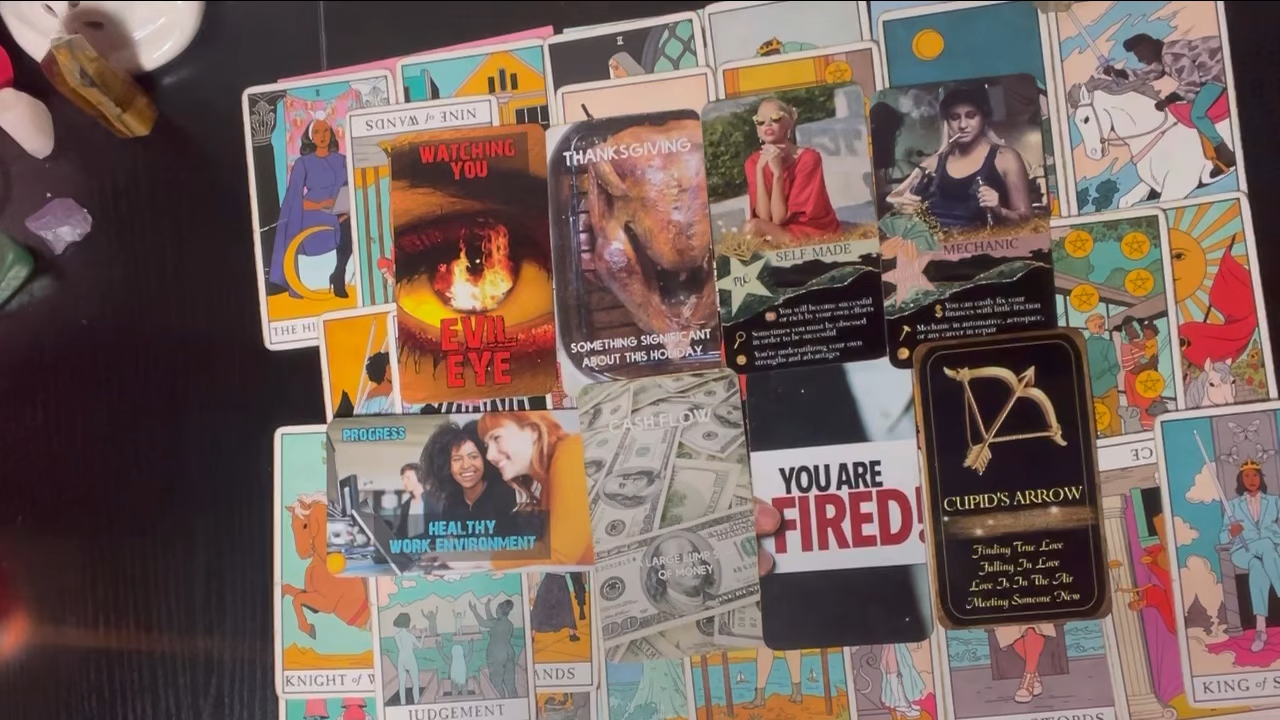 II
NINE of WANDS
THE HI
WATCHING
YOU
EVIL
EYE
THANKSGIVING
SOMETHING SIGNIFICANT
ABOUT THIS HOLIDAY
SELF MADE
You will become successful
or rich by your own efforts
Sometimes you must be obsessed
in order to be successful
You're underutilizing your own
strengths and advantages
MECHANIC
You can easily fix your
finances with little friction
Mechanic in automotive, aerospace,
or any career in repair
PROGRESS
HEALTHY
WORK ENVIRONMENT
CASH FLOW
LARGE LUMP S
OF MONEY
YOU ARE
FIRED!
CUPID'S ARROW
Finding True Love
Falling In Love
Love Is In The Air
Meeting Someone New
CE
KNIGHT of W
JUDGEMENT
ANDS
ORDS
KING of S